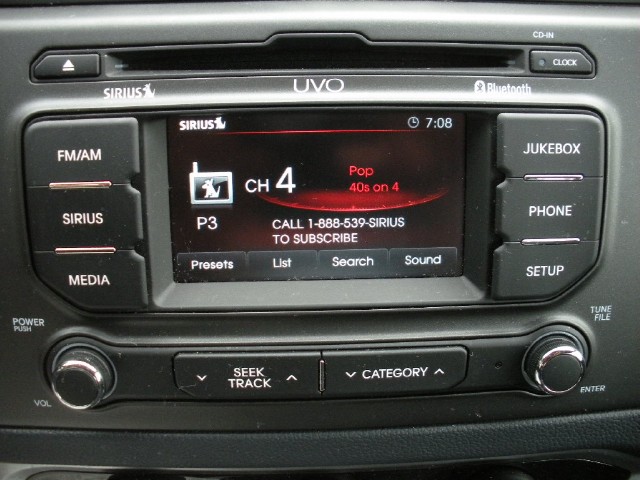 CD-IN
CLOCK
SIRIUS
UVO
Bluetooth
FM/AM
SIRIUS
MEDIA
SIRIUS
7:08
CH 4
Pop
40s on 4
P3
CALL 1-888-539-SIRIUS
TO SUBSCRIBE
Presets
List
Search
Sound
JUKEBOX
PHONE
SETUP
POWER
PUSH
VOL
SEEK
TRACK
CATEGORY
TUNE
FILE
ENTER